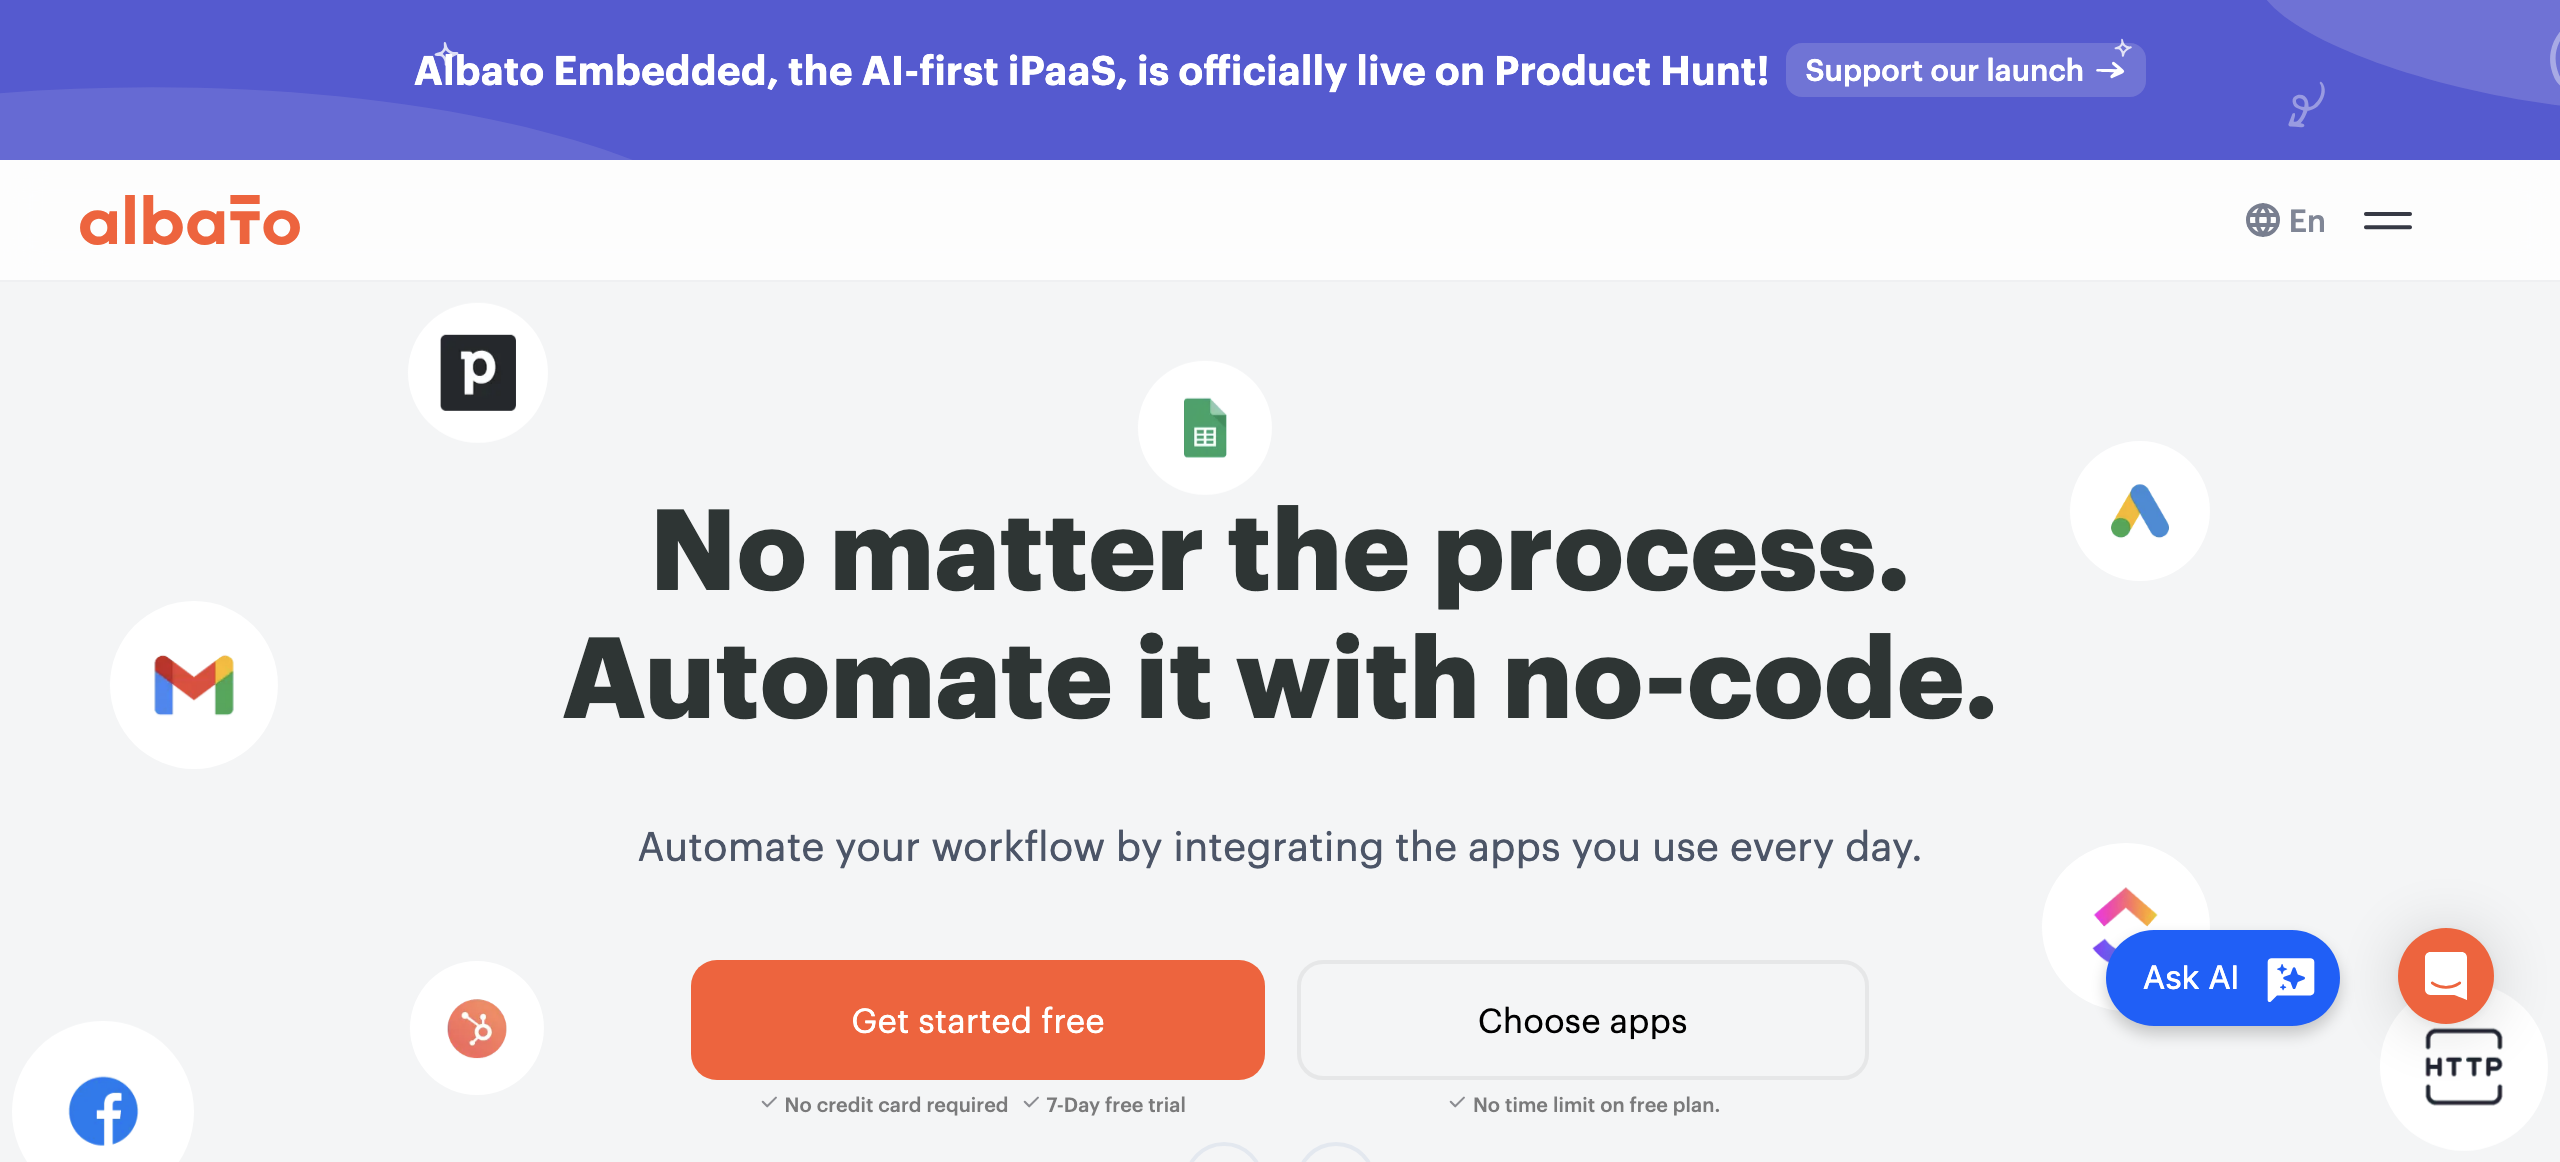 Albato Embedded, the AI-first iPaaS, is officially live on Product Hunt! Support our launch →
albato
En
p
No matter the process.
Automate it with no-code.
Automate your workflow by integrating the apps you use every day.
Ask AI
Get started free
Choose apps
HTTP
✓ No credit card required ✓ 7-Day free trial
✓ No time limit on free plan.
f